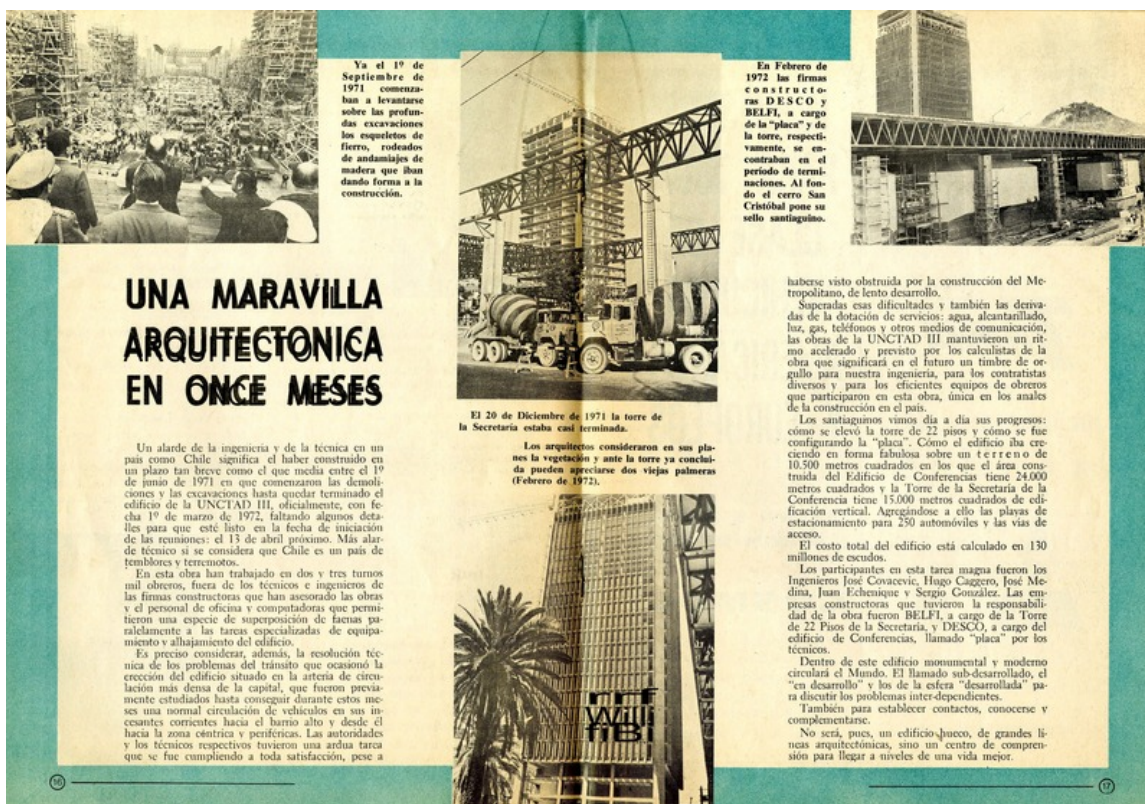 Ya el 1º de
Septiembre de
1971 comenza-
ban a levantarse
sobre las profun-
das excavaciones
los esqueletos de
fierro, rodeados
de andamiajes de
madera que iban
dando forma a la
construcción.
UNA MARAVILLA
ARQUITECTONICA
EN ONCE MESES
Un alarde de la ingeniería y de la técnica en un
país como Chile significa el haber construido en
un plazo tan breve como el que media entre el 1º
de junio de 1971 en que comenzaron las demoli-
ciones y las excavaciones hasta quedar terminado el
edificio de la UNCTAD III, oficialmente, con fe-
cha 1º de marzo de 1972, faltando algunos deta-
lles para que esté listo en la fecha de iniciación
de las reuniones: el 13 de abril próximo. Más alar-
de técnico si se considera que Chile es un país de
temblores y terremotos.
En esta obra han trabajado en dos y tres turnos
mil obreros, fuera de los técnicos e ingenieros de
las firmas constructoras que han asesorado las obras
y el personal de oficina y computadoras que permi-
tieron una especie de superposición de faenas pa-
ralelamente a las tareas especializadas de equipa-
miento y alhajamiento del edificio.
Es preciso considerar, además, la resolución téc-
nica de los problemas del tránsito que ocasionó la
erección del edificio situado en la arteria de circu-
lación más densa de la capital, que fueron previa-
mente estudiados hasta conseguir durante estos me-
ses una normal circulación de vehículos en sus in-
cesantes corrientes hacia el barrio alto y desde él
hacia la zona céntrica y periféricas. Las autoridades
y los técnicos respectivos tuvieron una ardua tarea
que se fue cumpliendo a toda satisfacción, pese a
16
El 20 de Diciembre de 1971 la torre de
la Secretaría estaba casi terminada.
Los arquitectos consideraron en sus pla-
nes la vegetación y ante la torre ya conclui-
da pueden apreciarse dos viejas palmeras
(Febrero de 1972).
En Febrero de
1972 las firmas
constructo-
ras DESCO y
BELFI, a cargo
de la "placa" y de
la torre, respecti-
vamente, se en-
contraban en el
período de termi-
naciones. Al fon-
do el cerro San
Cristóbal pone su
sello santiaguino.
haberse visto obstruida por la construcción del Me-
tropolitano, de lento desarrollo.
Superadas esas dificultades y también las deriva-
das de la dotación de servicios: agua, alcantarillado,
luz, gas, teléfonos y otros medios de comunicación,
las obras de la UNCTAD III mantuvieron un rit-
mo acelerado y previsto por los calculistas de la
obra que significará en el futuro un timbre de or-
gullo para nuestra ingeniería, para los contratistas
diversos y para los eficientes equipos de obreros
que participaron en esta obra, única en los anales
de la construcción en el país.
Los santiaguinos vimos día a día sus progresos:
cómo se elevó la torre de 22 pisos y cómo se fue
configurando la "placa". Cómo el edificio iba cre-
ciendo en forma fabulosa sobre un terreno de
10.500 metros cuadrados en los que el área cons-
truida del Edificio de Conferencias tiene 24.000
metros cuadrados y la Torre de la Secretaría de la
Conferencia tiene 15.000 metros cuadrados de edi-
ficación vertical. Agregándose a ello las playas de
estacionamiento para 250 automóviles y las vías de
acceso.
El costo total del edificio está calculado en 130
millones de escudos.
Los participantes en esta tarea magna fueron los
Ingenieros José Covacevic, Hugo Caggero, José Me-
dina, Juan Echenique y Sergio González. Las em-
presas constructoras que tuvieron la responsabili-
dad de la obra fueron BELFI, a cargo de la Torre
de 22 Pisos de la Secretaría, y DESCO, a cargo del
edificio de Conferencias, llamado "placa" por los
técnicos.
Dentro de este edificio monumental y moderno
circulará el Mundo. El llamado sub-desarrollado, el
"en desarrollo" y los de la esfera "desarrollada" pa-
ra discutir los problemas inter-dependientes.
También para establecer contactos, conocerse y
complementarse.
No será, pues, un edificio hueco, de grandes lí-
neas arquitectónicas, sino un centro de compren-
sión para llegar a niveles de una vida mejor.
17